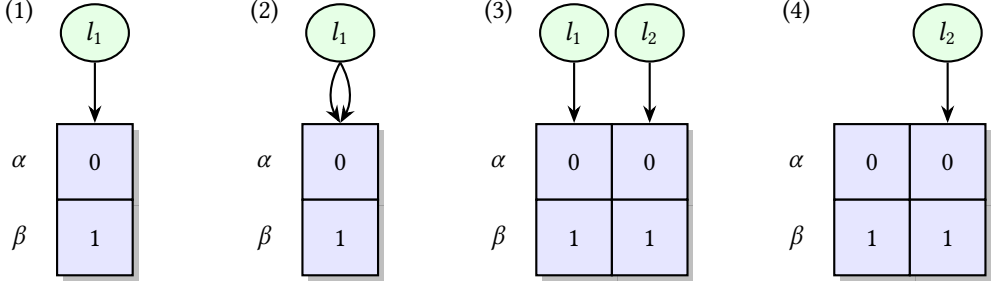 (1) (2) (3) (4)
l₁ l₁ l₁ l₂ l₂
α 0 α 0 α 0 0 α 0 0
β 1 β 1 β 1 1 β 1 1